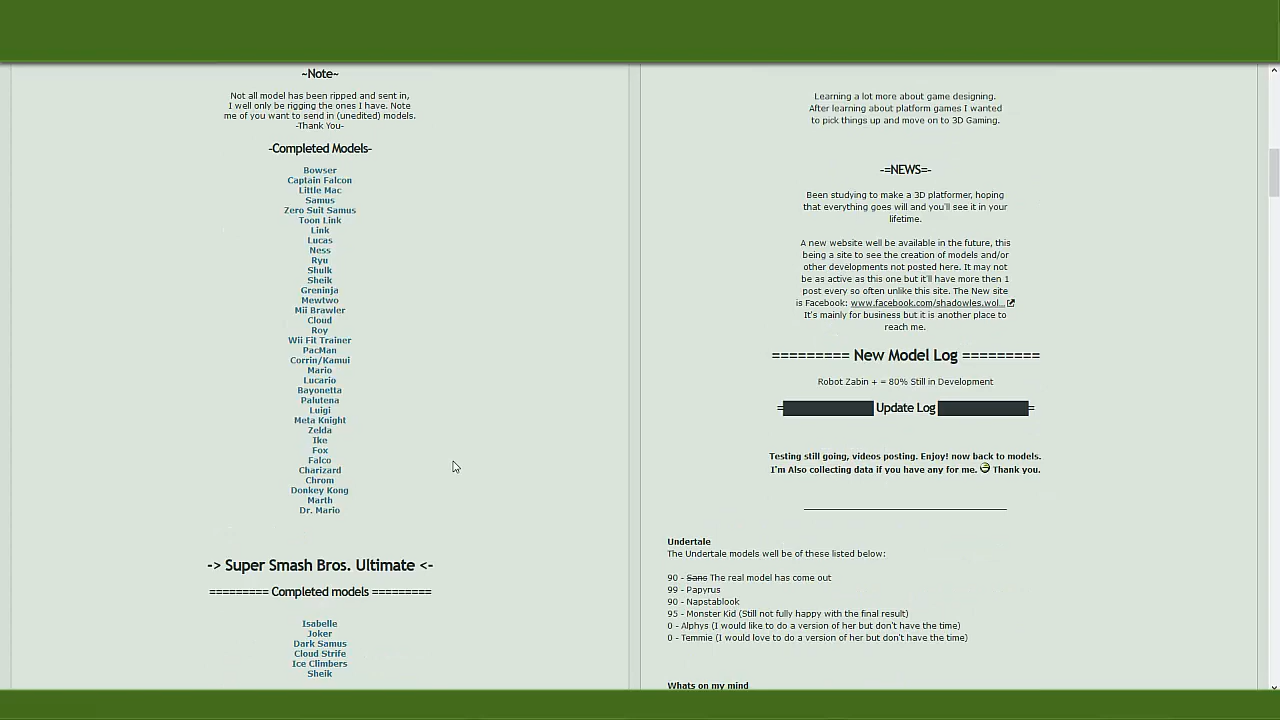 ~Note~
Not all model has been ripped and sent in,
I well only be rigging the ones I have. Note
me of you want to send in (unedited) models.
-Thank You-
-Completed Models-
Bowser
Captain Falcon
Little Mac
Samus
Zero Suit Samus
Toon Link
Link
Lucas
Ness
Ryu
Shulk
Sheik
Greninja
Mewtwo
Mii Brawler
Cloud
Roy
Wii Fit Trainer
PacMan
Corrin/Kamui
Mario
Lucario
Bayonetta
Palutena
Luigi
Meta Knight
Zelda
Ike
Fox
Falco
Charizard
Chrom
Donkey Kong
Marth
Dr. Mario
-> Super Smash Bros. Ultimate <-
========= Completed models =========
Isabelle
Joker
Dark Samus
Cloud Strife
Ice Climbers
Sheik
Learning a lot more about game designing.
After learning about platform games I wanted
to pick things up and move on to 3D Gaming.
-=NEWS=-
Been studying to make a 3D platformer, hoping
that everything goes will and you'll see it in your
lifetime.
A new website well be available in the future, this
being a site to see the creation of models and/or
other developments not posted here. It may not
be as active as this one but it'll have more then 1
post every so often unlike this site. The New site
is Facebook: www.facebook.com/shadowles.wol...
It's mainly for business but it is another place to
reach me.
========= New Model Log =========
Robot Zabin + = 80% Still in Development
= Update Log =
Testing still going, videos posting. Enjoy! now back to models.
I'm Also collecting data if you have any for me. Thank you.
Undertale
The Undertale models well be of these listed below:
90 - Sans The real model has come out
99 - Papyrus
90 - Napstablook
95 - Monster Kid (Still not fully happy with the final result)
0 - Alphys (I would like to do a version of her but don't have the time)
0 - Temmie (I would love to do a version of her but don't have the time)
Whats on my mind